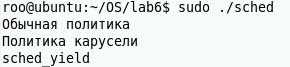 roo@ubuntu:~/OS/lab6$ sudo ./sched
Обычная политика
Политика карусели
sched_yield